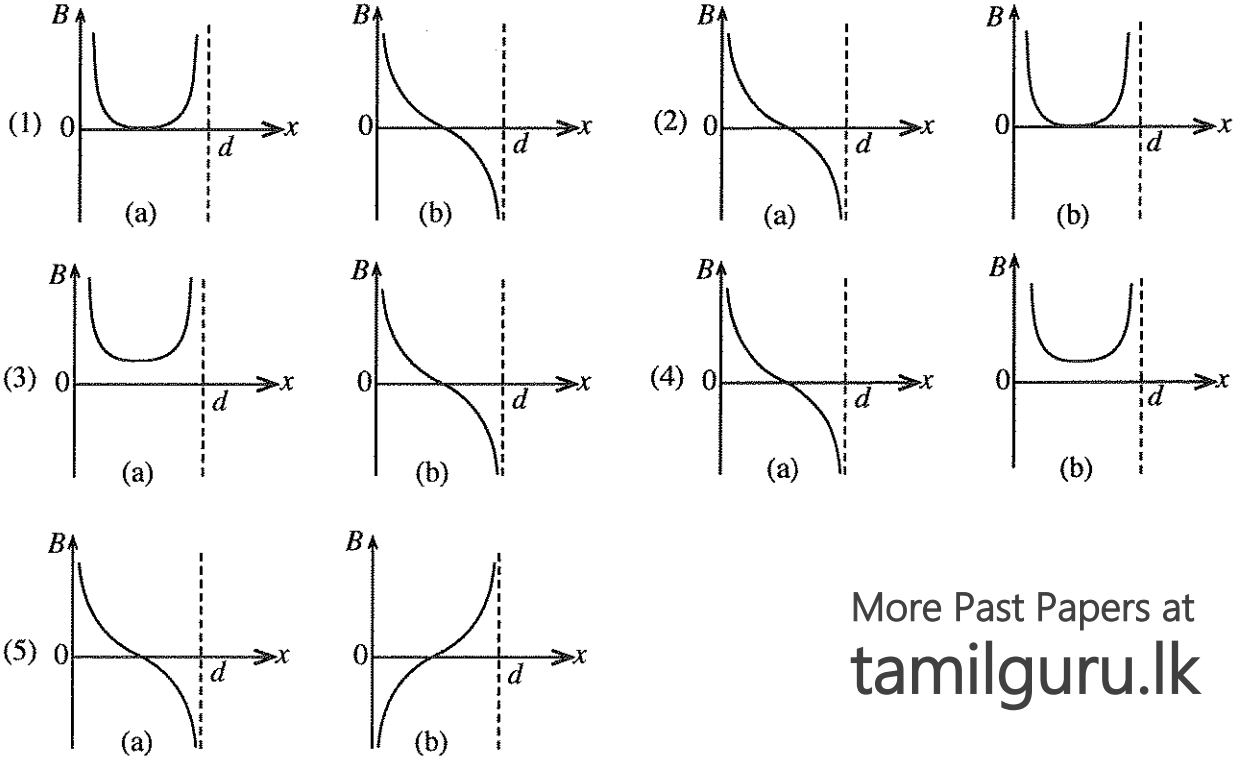 B B B B
(1) 0 x 0 x (2) 0 x 0 x
d d d d
(a) (b) (a) (b)
B B B B
(3) 0 x 0 x (4) 0 x 0 x
d d d d
(a) (b) (a) (b)
B B
(5) 0 x 0 x
d d
(a) (b)
More Past Papers at
tamilguru.lk